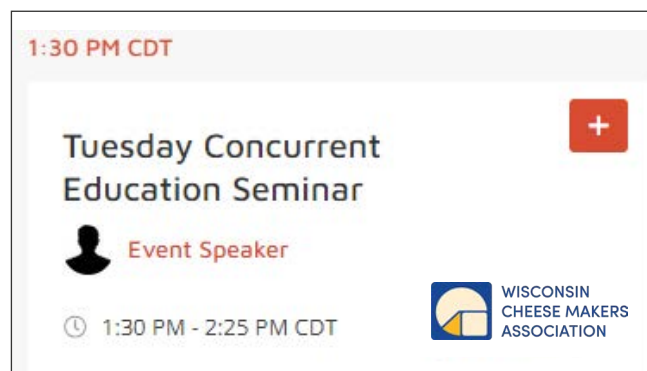 1:30 PM CDT
Tuesday Concurrent
Education Seminar
Event Speaker
1:30 PM - 2:25 PM CDT
WISCONSIN
CHEESE MAKERS
ASSOCIATION